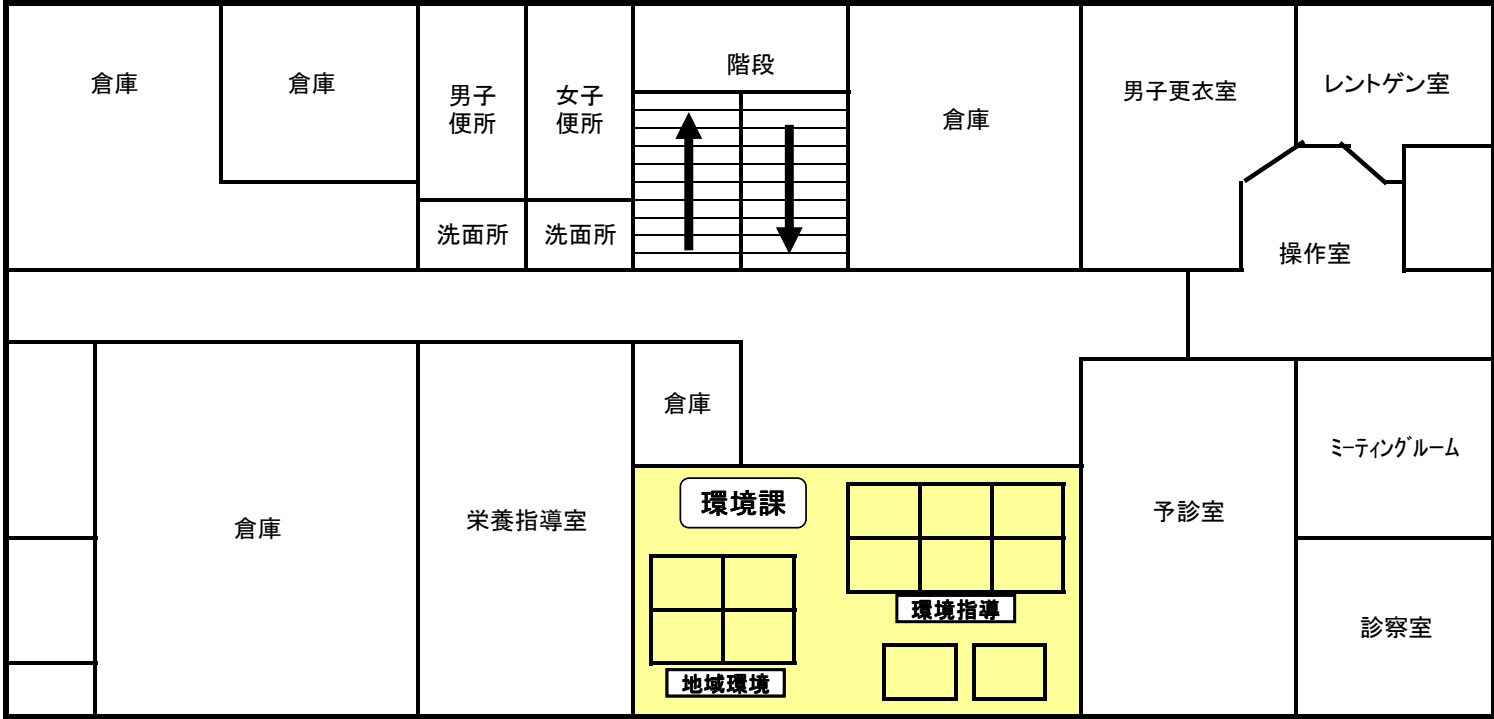 倉庫
倉庫
男子
便所
女子
便所
階段
倉庫
男子更衣室
レントゲン室
洗面所
洗面所
操作室
倉庫
ﾐｰﾃｨﾝｸﾞﾙｰﾑ
環境課
倉庫
栄養指導室
予診室
環境指導
診察室
地域環境